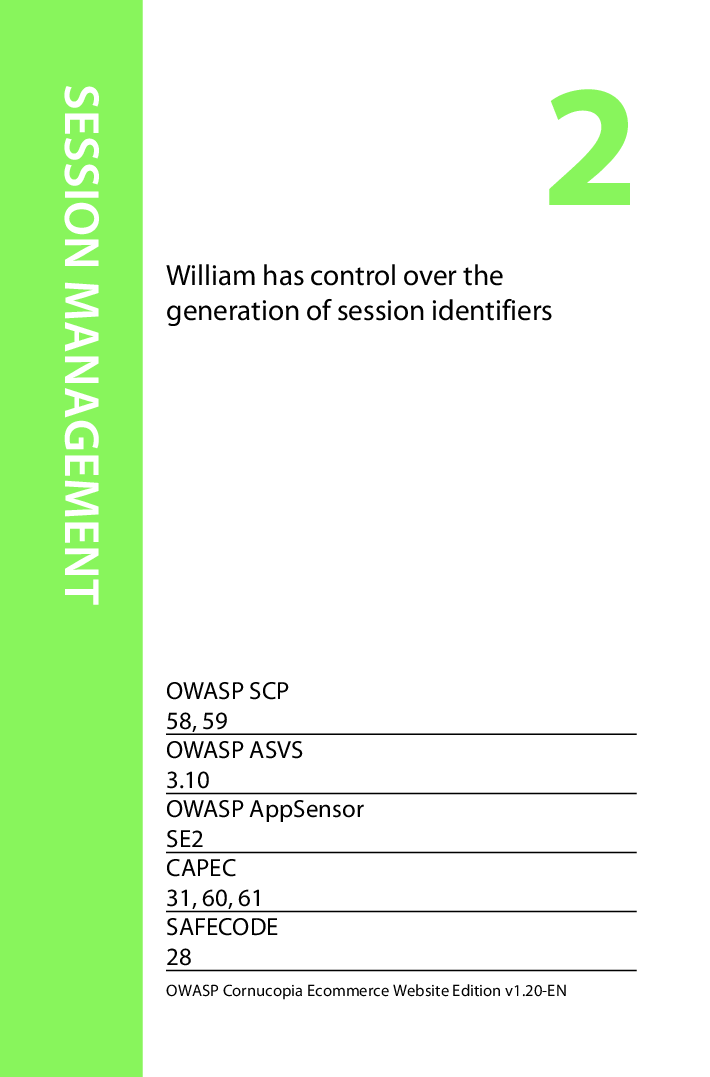 SESSION MANAGEMENT
2
William has control over the
generation of session identifiers
OWASP SCP
58, 59
OWASP ASVS
3.10
OWASP AppSensor
SE2
CAPEC
31, 60, 61
SAFECODE
28
OWASP Cornucopia Ecommerce Website Edition v1.20-EN